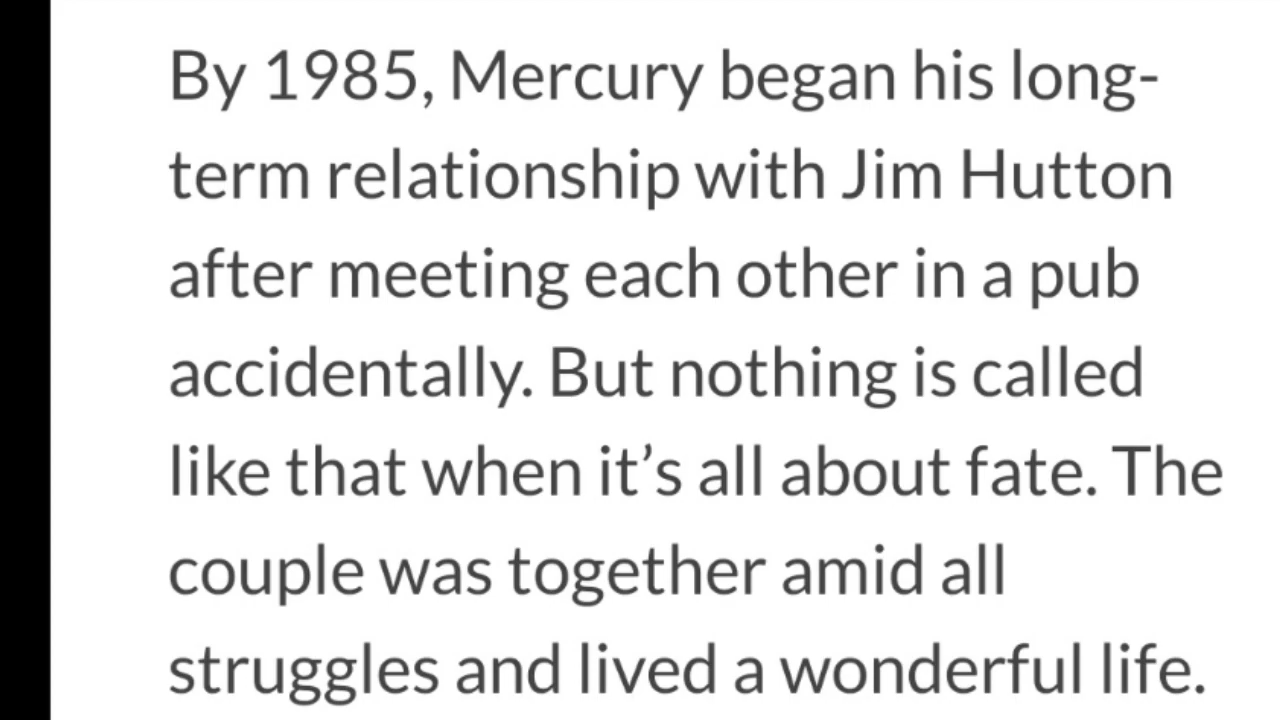 By 1985, Mercury began his long-
term relationship with Jim Hutton
after meeting each other in a pub
accidentally. But nothing is called
like that when it’s all about fate. The
couple was together amid all
struggles and lived a wonderful life.